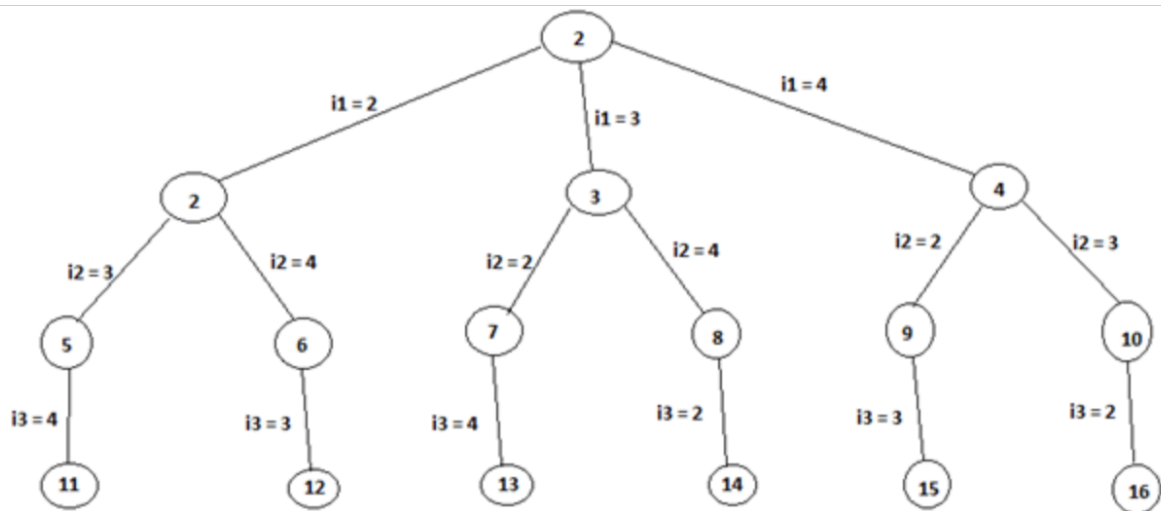 2
i1 = 2
i1 = 3
i1 = 4
2
3
4
i2 = 3
i2 = 4
i2 = 2
i2 = 4
i2 = 2
i2 = 3
5
6
7
8
9
10
i3 = 4
i3 = 3
i3 = 4
i3 = 2
i3 = 3
i3 = 2
11
12
13
14
15
16